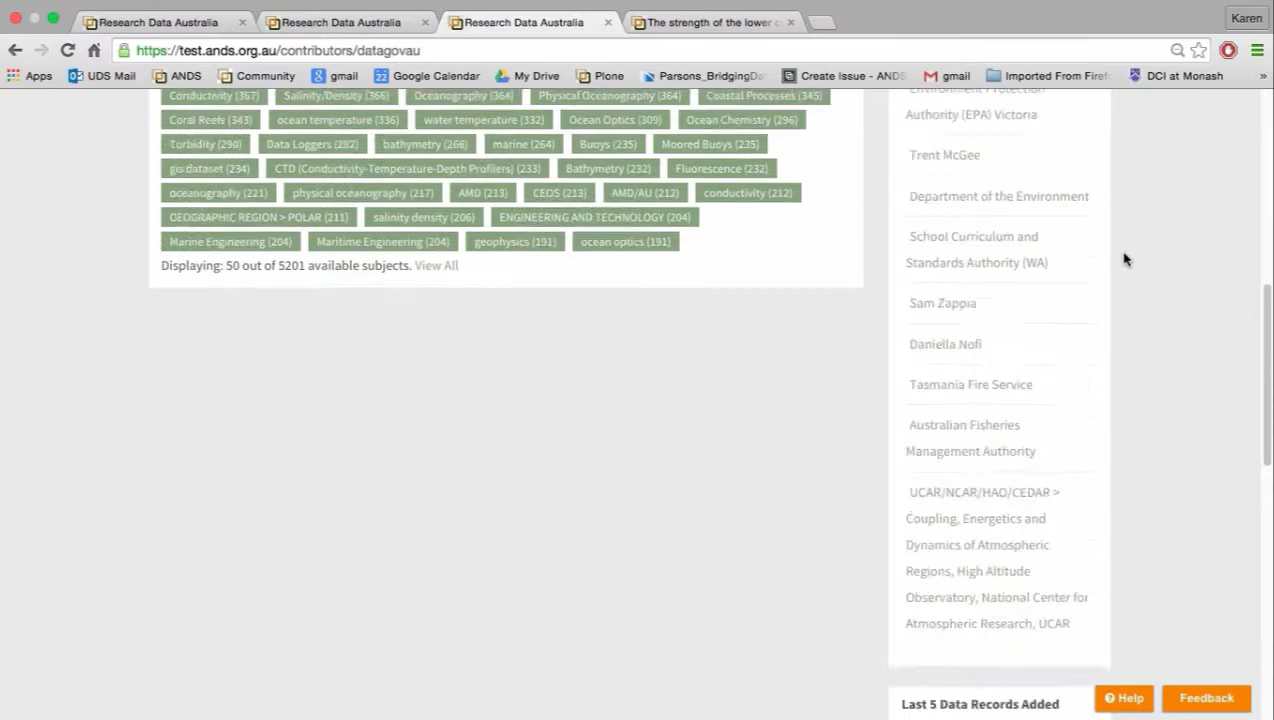 Research Data Australia
Research Data Australia
Research Data Australia
The strength of the lower c
Karen
https://test.ands.org.au/contributors/datagovau
Apps
UDS Mail
ANDS
Community
gmail
Google Calendar
My Drive
Plone
Parsons_BridgingDa
Create Issue - ANDS
gmail
Imported From Firef
DCI at Monash
»
Conductivity (367) Salinity/Density (366) Oceanography (364) Physical Oceanography (364) Coastal Processes (345)
Coral Reefs (343) ocean temperature (336) water temperature (332) Ocean Optics (309) Ocean Chemistry (296)
Turbidity (290) Data Loggers (282) bathymetry (266) marine (264) Buoys (235) Moored Buoys (235)
gis dataset (234) CTD (Conductivity-Temperature-Depth Profilers) (233) Bathymetry (232) Fluorescence (232)
oceanography (221) physical oceanography (217) AMD (213) CEOS (213) AMD/AU (212) conductivity (212)
GEOGRAPHIC REGION > POLAR (211) salinity density (206) ENGINEERING AND TECHNOLOGY (204)
Marine Engineering (204) Maritime Engineering (204) geophysics (191) ocean optics (191)
Displaying: 50 out of 5201 available subjects. View All
Environment Protection
Authority (EPA) Victoria
Trent McGee
Department of the Environment
School Curriculum and
Standards Authority (WA)
Sam Zappia
Daniella Nofi
Tasmania Fire Service
Australian Fisheries
Management Authority
UCAR/NCAR/HAO/CEDAR >
Coupling, Energetics and
Dynamics of Atmospheric
Regions, High Altitude
Observatory, National Center for
Atmospheric Research, UCAR
Last 5 Data Records Added
Help
Feedback